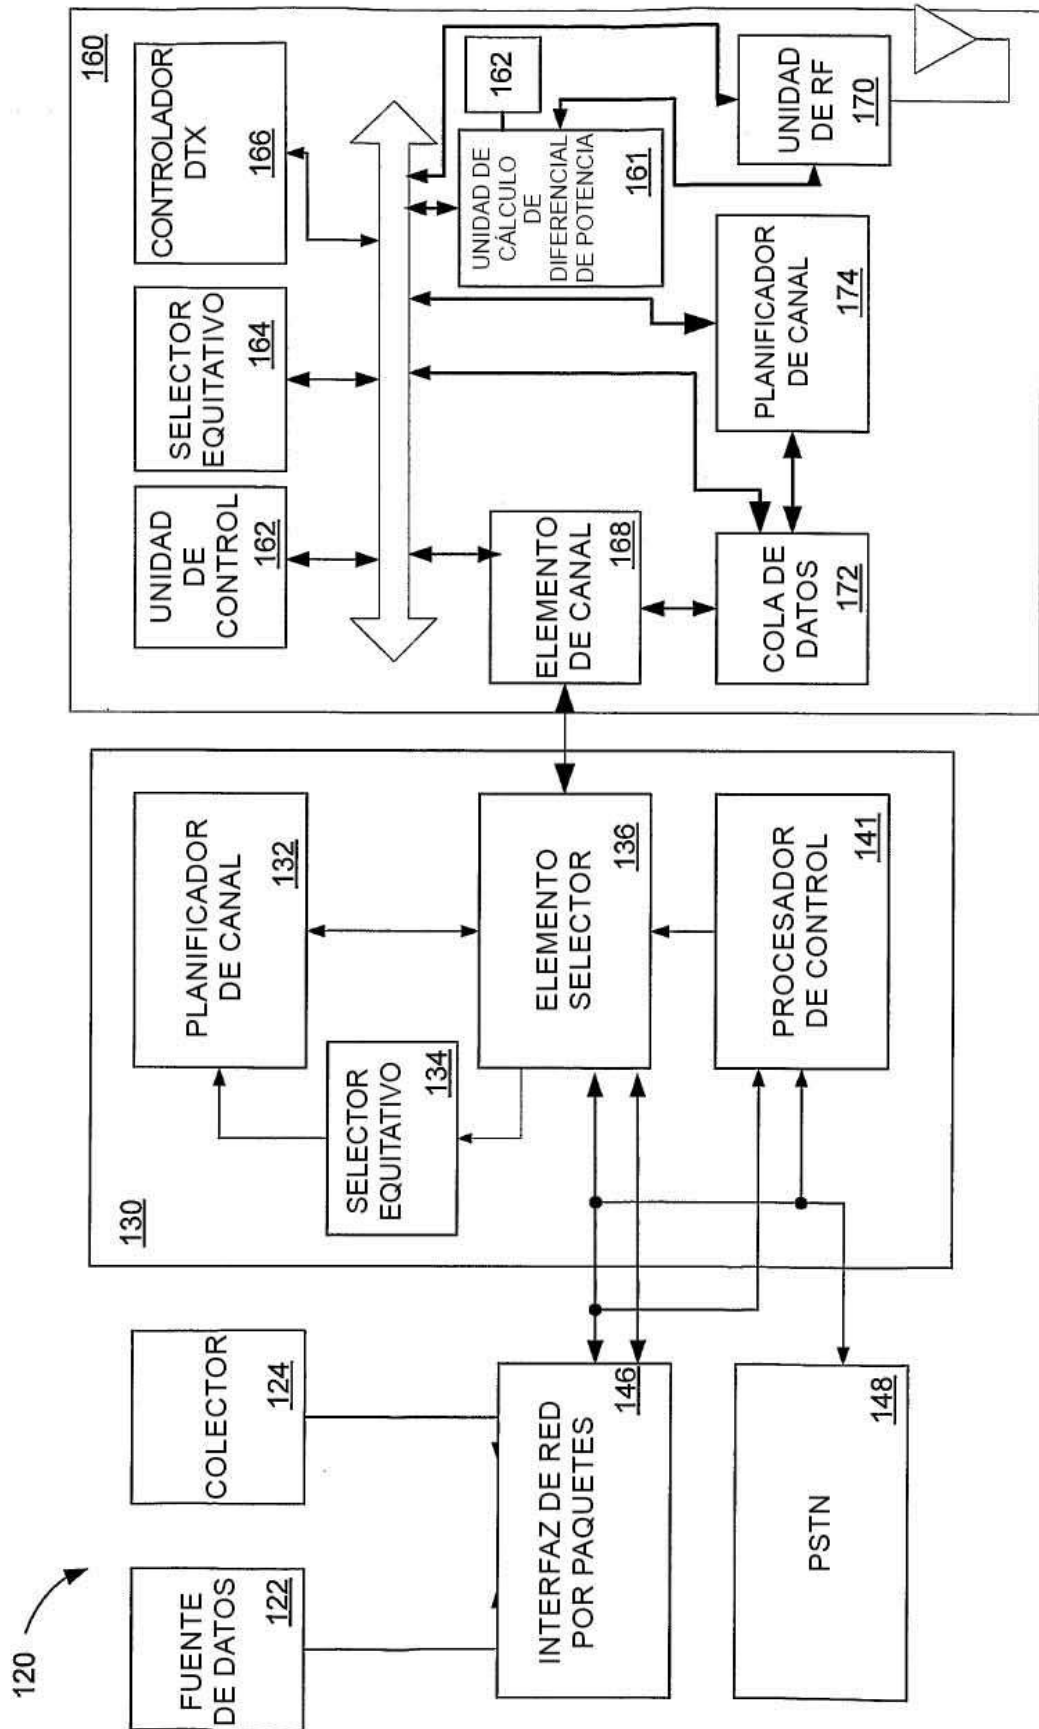 120
FUENTE
DE DATOS
122
COLECTOR
124
INTERFAZ DE RED
POR PAQUETES
146
PSTN
148
130
PLANIFICADOR
DE CANAL
132
SELECTOR
EQUITATIVO
134
ELEMENTO
SELECTOR
136
PROCESADOR
DE CONTROL
141
160
UNIDAD
DE
CONTROL
162
SELECTOR
EQUITATIVO
164
CONTROLADOR
DTX
166
ELEMENTO
DE CANAL
168
UNIDAD DE
CÁLCULO
DE
DIFERENCIAL
DE POTENCIA
161
162
UNIDAD
DE RF
170
COLA DE
DATOS
172
PLANIFICADOR
DE CANAL
174